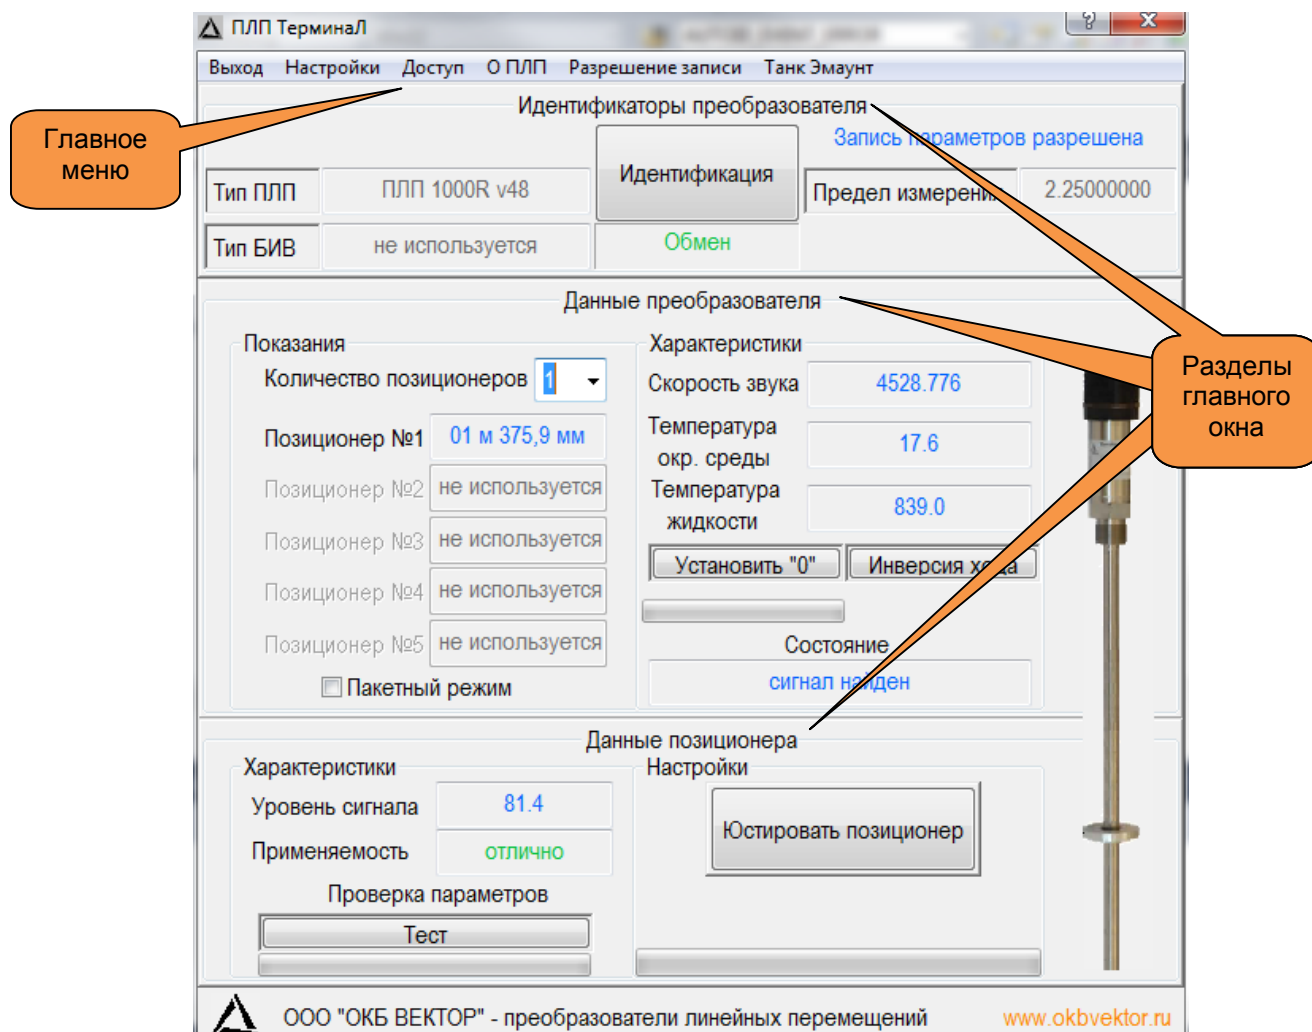 ПЛП ТерминаЛ
Выход Настройки Доступ О ПЛП Разрешение записи Танк Эмаунт
Главное
меню
Идентификаторы преобразователя
Запись параметров разрешена
Тип ПЛП ПЛП 1000R v48 Идентификация Предел измерения 2.25000000
Тип БИВ не используется Обмен
Данные преобразователя
Разделы
главного
окна
Показания
Количество позиционеров 1
Позиционер №1 01 м 375,9 мм
Позиционер №2 не используется
Позиционер №3 не используется
Позиционер №4 не используется
Позиционер №5 не используется
Пакетный режим
Характеристики
Скорость звука 4528.776
Температура
окр. среды 17.6
Температура
жидкости 839.0
Установить "0" Инверсия хода
Состояние
сигнал найден
Данные позиционера
Характеристики
Уровень сигнала 81.4
Применяемость отлично
Проверка параметров
Тест
Настройки
Юстировать позиционер
ООО "ОКБ ВЕКТОР" - преобразователи линейных перемещений www.okbvektor.ru